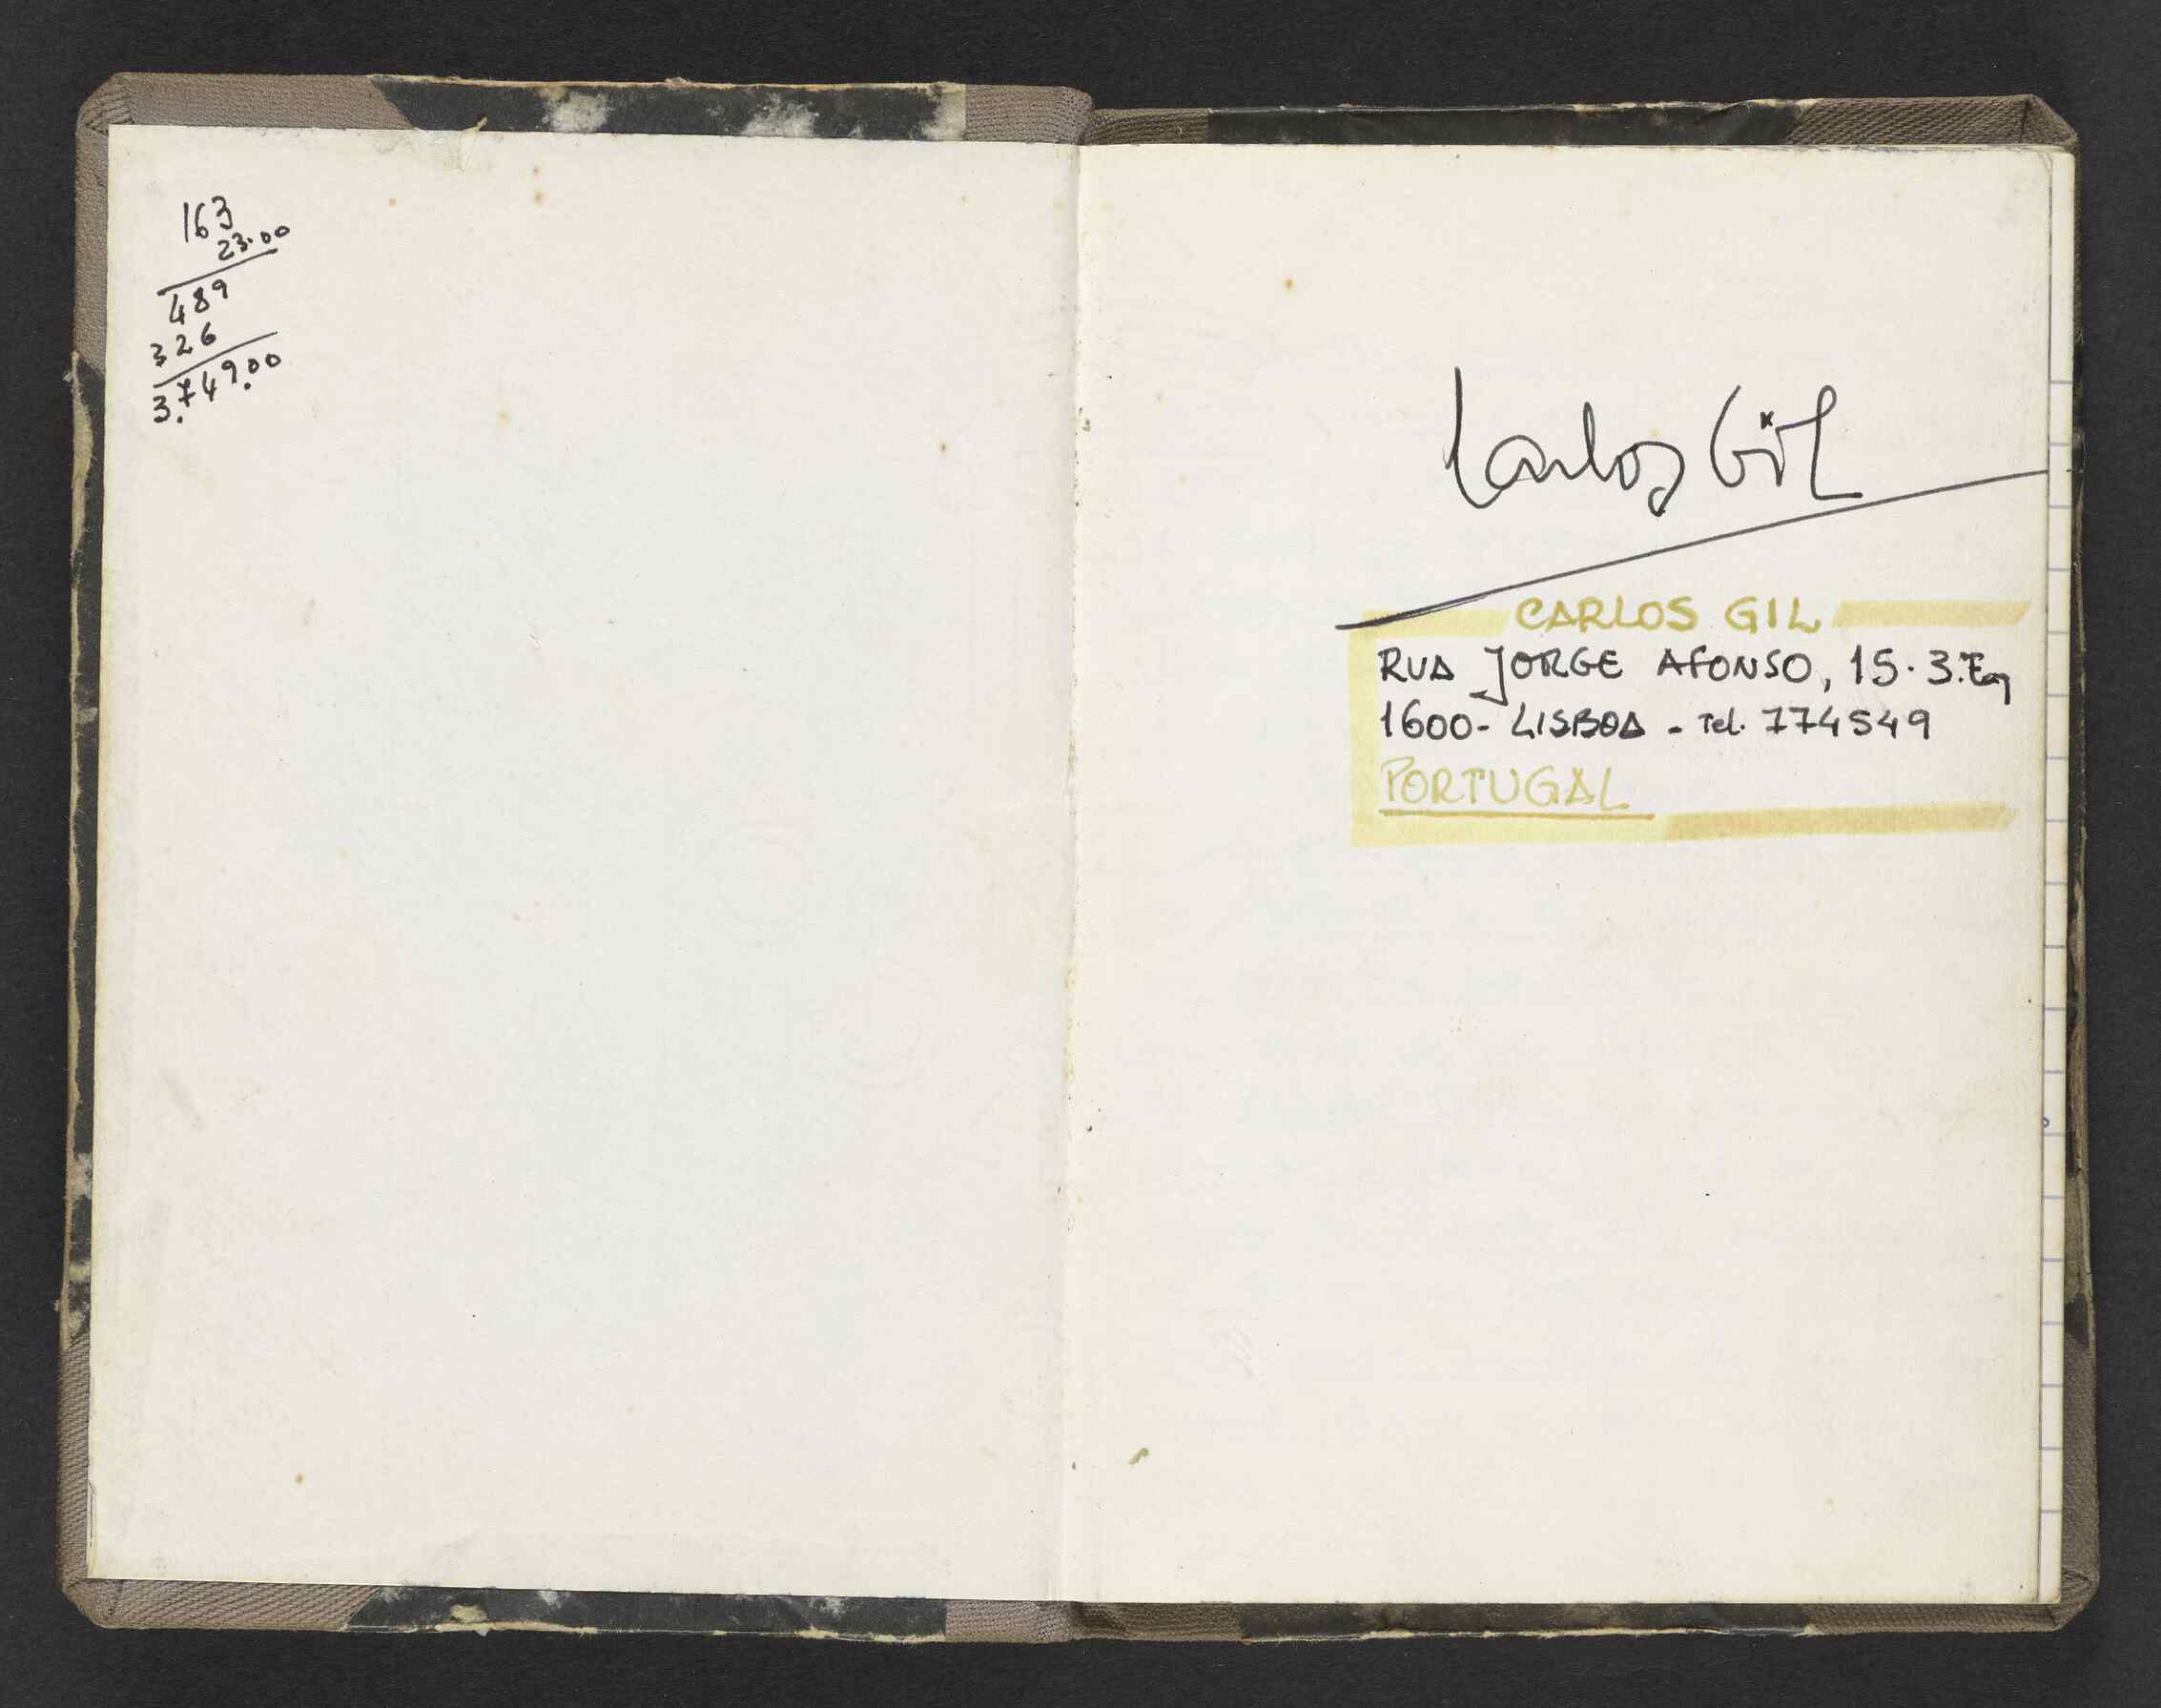 163
23.00
489
326
3.749.00
Carlos Gil
CARLOS GIL
RUA JORGE AFONSO, 15.3.Esq
1600- LISBOA - Tel. 774549
PORTUGAL